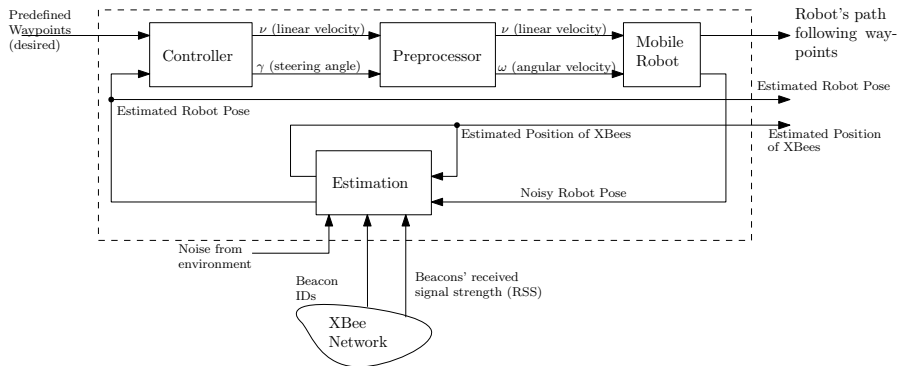 Predefined
Waypoints
(desired)
Controller
ν (linear velocity)
γ (steering angle)
Preprocessor
ν (linear velocity)
ω (angular velocity)
Mobile
Robot
Robot's path
following way-
points
Estimated Robot Pose
Estimated Robot Pose
Estimated Position of XBees
Estimated Position
of XBees
Estimation
Noisy Robot Pose
Noise from
environment
Beacon
IDs
Beacons' received
signal strength (RSS)
XBee
Network